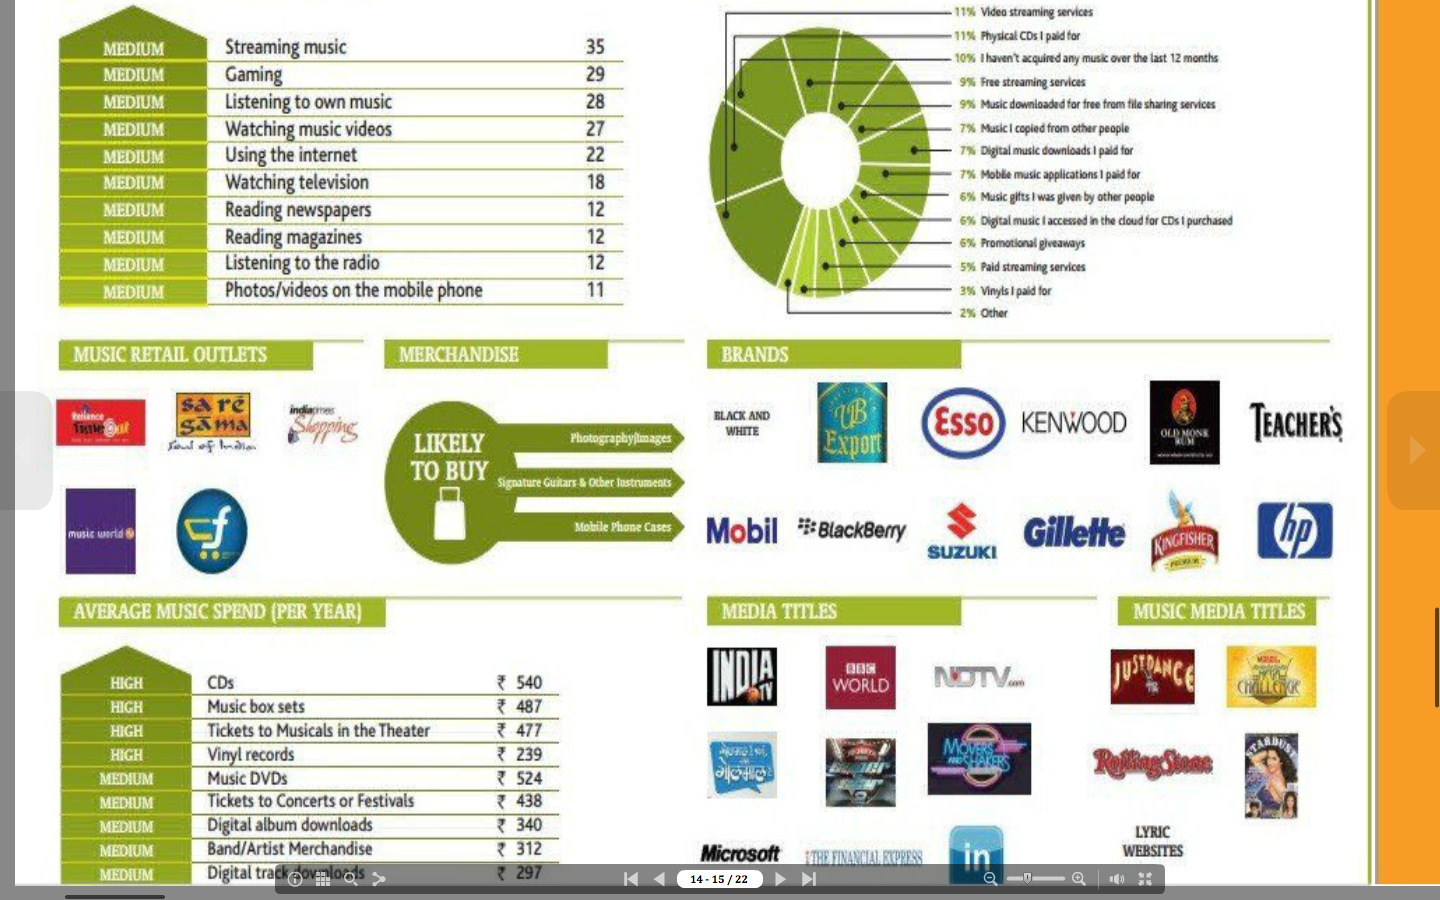 MEDIUM Streaming music 35
MEDIUM Gaming 29
MEDIUM Listening to own music 28
MEDIUM Watching music videos 27
MEDIUM Using the internet 22
MEDIUM Watching television 18
MEDIUM Reading newspapers 12
MEDIUM Reading magazines 12
MEDIUM Listening to the radio 12
MEDIUM Photos/videos on the mobile phone 11
11% Video streaming services
11% Physical CDs I paid for
10% I haven't acquired any music over the last 12 months
9% Free streaming services
9% Music downloaded for free from file sharing services
7% Music I copied from other people
7% Digital music downloads I paid for
7% Mobile music applications I paid for
6% Music gifts I was given by other people
6% Digital music I accessed in the cloud for CDs I purchased
6% Promotional giveaways
5% Paid streaming services
3% Vinyls I paid for
2% Other
MUSIC RETAIL OUTLETS
Reliance
TimeOut
sa re
ga ma
Soul of India
indiatimes
Shopping
music world
f
MERCHANDISE
LIKELY
TO BUY
Photography/Images
Signature Guitars & Other Instruments
Mobile Phone Cases
BRANDS
BLACK AND
WHITE
UB
Export
Esso
KENWOOD
OLD MONK
RUM
TEACHER'S
Mobil
BlackBerry
SUZUKI
Gillette
KINGFISHER
PREMIUM
hp
AVERAGE MUSIC SPEND (PER YEAR)
HIGH CDs ₹ 540
HIGH Music box sets ₹ 487
HIGH Tickets to Musicals in the Theater ₹ 477
HIGH Vinyl records ₹ 239
MEDIUM Music DVDs ₹ 524
MEDIUM Tickets to Concerts or Festivals ₹ 438
MEDIUM Digital album downloads ₹ 340
MEDIUM Band/Artist Merchandise ₹ 312
MEDIUM Digital track downloads ₹ 297
MEDIA TITLES
INDIA
TV
BBC
WORLD
NDTV.com
गोलमाल
MOVERS
AND SHAKERS
Microsoft
THE FINANCIAL EXPRESS
in
MUSIC MEDIA TITLES
JUST DANCE
CHALLENGE
RollingStone
STARDUST
LYRIC
WEBSITES
14 - 15 / 22